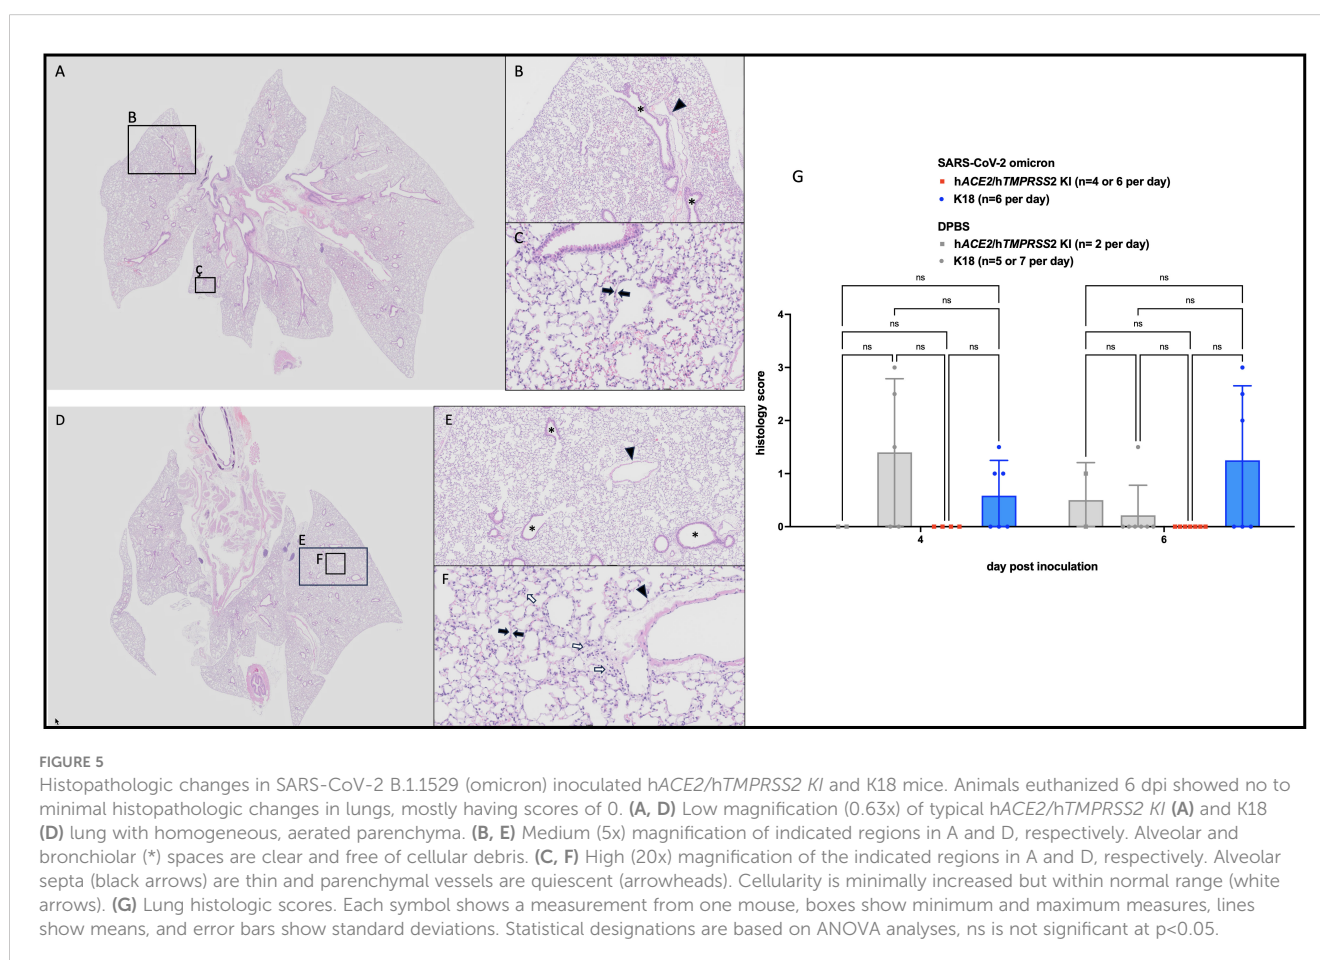 A
B
C
B
*
*
C
D
E
F
E
*
*
*
F
G
SARS-CoV-2 omicron
hACE2/hTMPRSS2 KI (n=4 or 6 per day)
K18 (n=6 per day)
DPBS
hACE2/hTMPRSS2 KI (n= 2 per day)
K18 (n=5 or 7 per day)
ns ns
ns ns
ns ns
ns ns ns ns ns ns
4
3
2
1
0
histology score
4 6
day post inoculation
FIGURE 5
Histopathologic changes in SARS-CoV-2 B.1.1529 (omicron) inoculated hACE2/hTMPRSS2 KI and K18 mice. Animals euthanized 6 dpi showed no to
minimal histopathologic changes in lungs, mostly having scores of 0. (A, D) Low magnification (0.63x) of typical hACE2/hTMPRSS2 KI (A) and K18
(D) lung with homogeneous, aerated parenchyma. (B, E) Medium (5x) magnification of indicated regions in A and D, respectively. Alveolar and
bronchiolar (*) spaces are clear and free of cellular debris. (C, F) High (20x) magnification of the indicated regions in A and D, respectively. Alveolar
septa (black arrows) are thin and parenchymal vessels are quiescent (arrowheads). Cellularity is minimally increased but within normal range (white
arrows). (G) Lung histologic scores. Each symbol shows a measurement from one mouse, boxes show minimum and maximum measures, lines
show means, and error bars show standard deviations. Statistical designations are based on ANOVA analyses, ns is not significant at p<0.05.